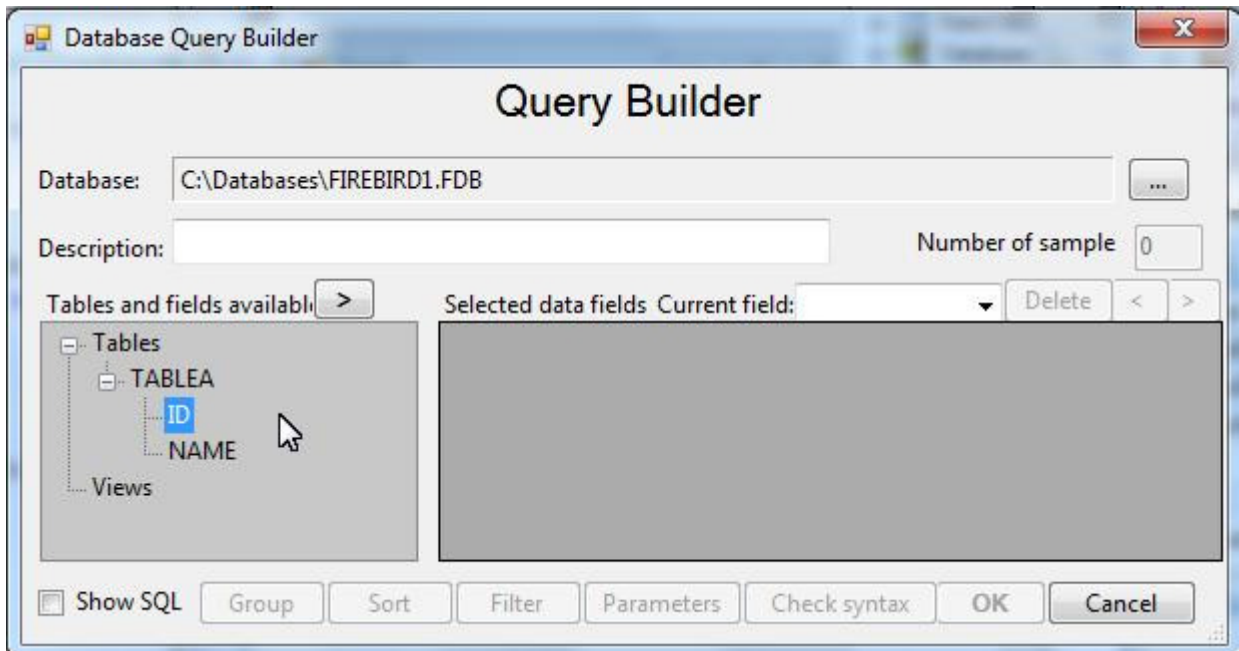 Database Query Builder
Query Builder
Database: C:\Databases\FIREBIRD1.FDB ...
Description: Number of sample 0
Tables and fields availabl > Selected data fields Current field: Delete < >
Tables
TABLEA
ID
NAME
Views
Show SQL Group Sort Filter Parameters Check syntax OK Cancel